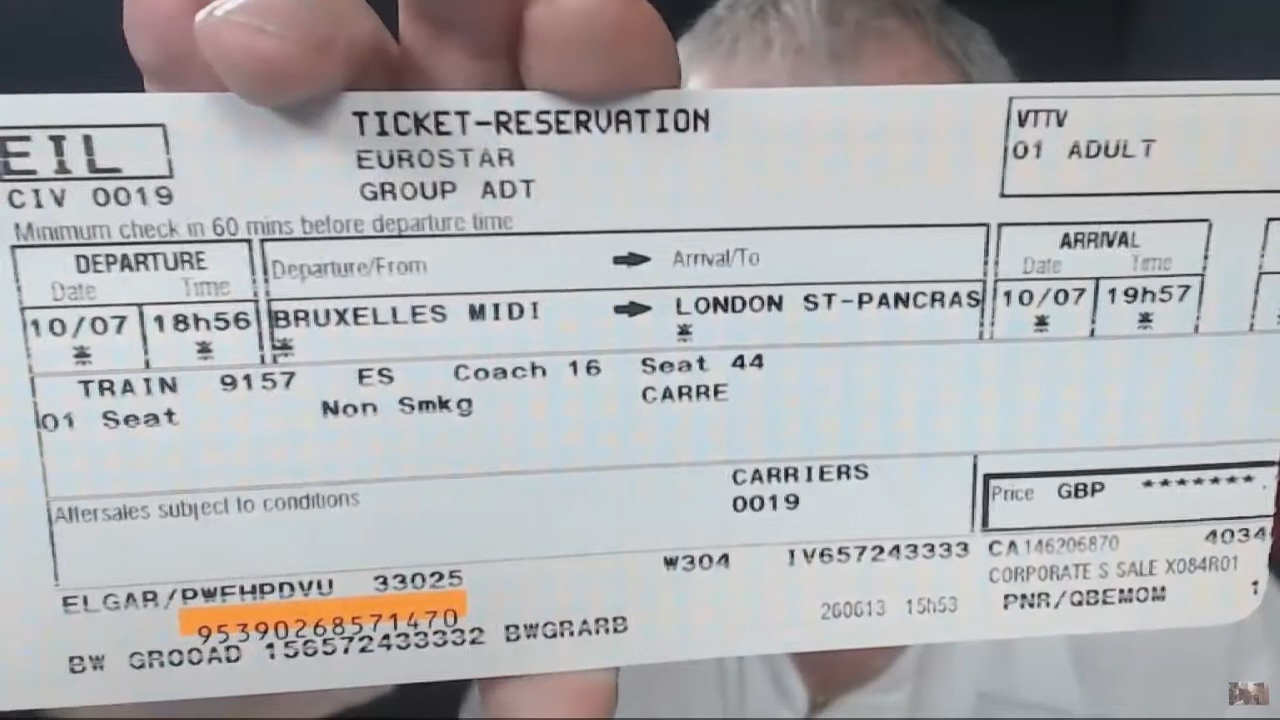 TICKET-RESERVATION
VTTV
EIL
EUROSTAR
01 ADULT
CIV 0019
GROUP ADT
Minimum check in 60 mins before departure time
DEPARTURE
ARRIVAL
Date Time
Departure/From
Arrival/To
Date Time
10/07 18h56 BRUXELLES MIDI LONDON ST-PANCRAS 10/07 19h57
TRAIN 9157 ES Coach 16 Seat 44
01 Seat Non Smkg CARRE
CARRIERS
Aftersales subject to conditions
0019
Price GBP *******.
W304 IV657243333 CA146206870 4034
CORPORATE S SALE X084R01
ELGAR/PWFHPDVU 33025
260613 15h53 PNR/QBEMOM 1
95390268571470
BW GROOAD 156572433332 BWGRARB